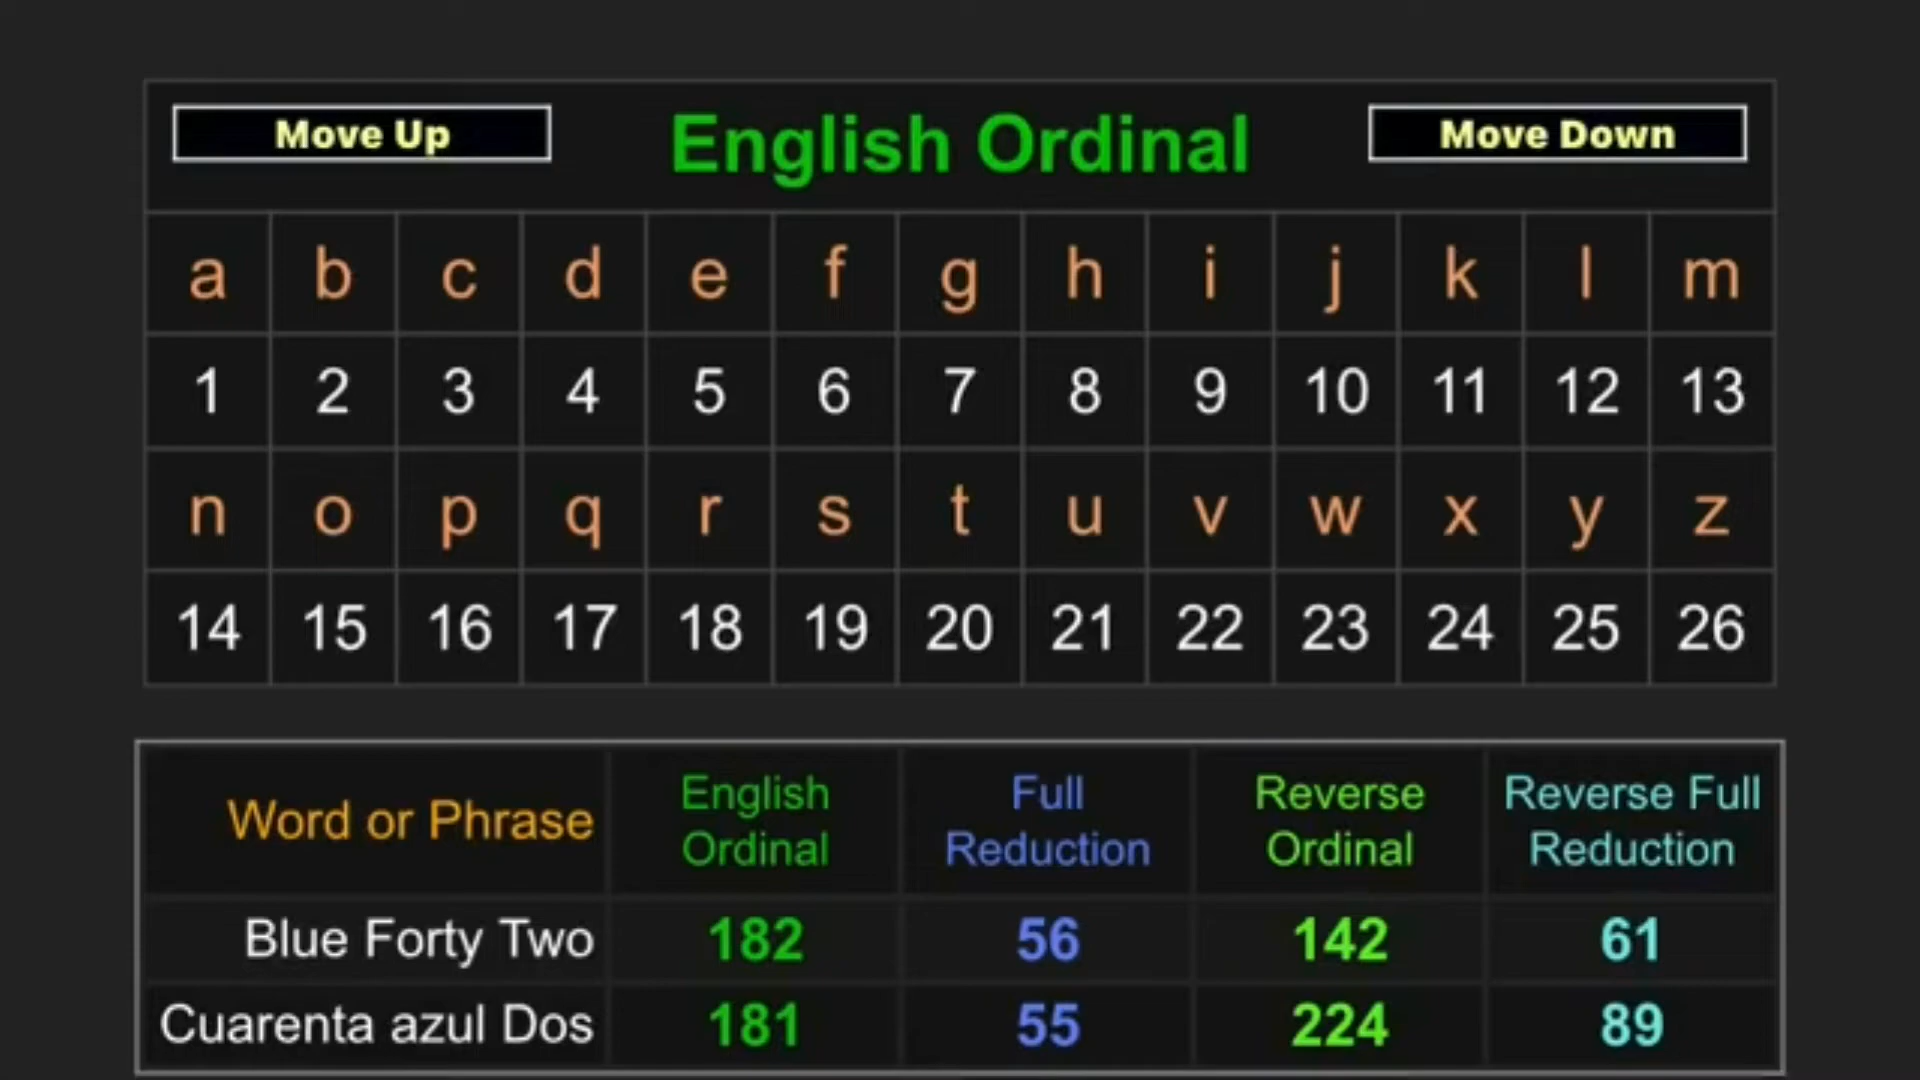 Move Up English Ordinal Move Down
a b c d e f g h i j k l m
1 2 3 4 5 6 7 8 9 10 11 12 13
n o p q r s t u v w x y z
14 15 16 17 18 19 20 21 22 23 24 25 26
Word or Phrase English Ordinal Full Reduction Reverse Ordinal Reverse Full Reduction
Blue Forty Two 182 56 142 61
Cuarenta azul Dos 181 55 224 89